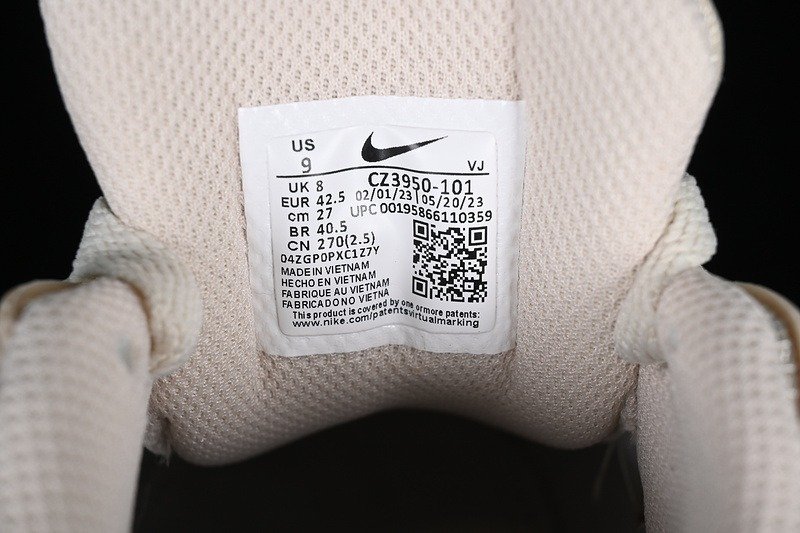 US
9
VJ
UK 8
CZ3950-101
EUR 42.5
02/01/23 05/20/23
cm 27
UPC 00195866110359
BR 40.5
CN 270(2.5)
04ZGP0PXC1Z7Y
MADE IN VIETNAM
HECHO EN VIETNAM
FABRIQUE AU VIETNAM
FABRICADO NO VIETNA
This product is covered by one or more patents:
www.nike.com/patentsvirtualmarking